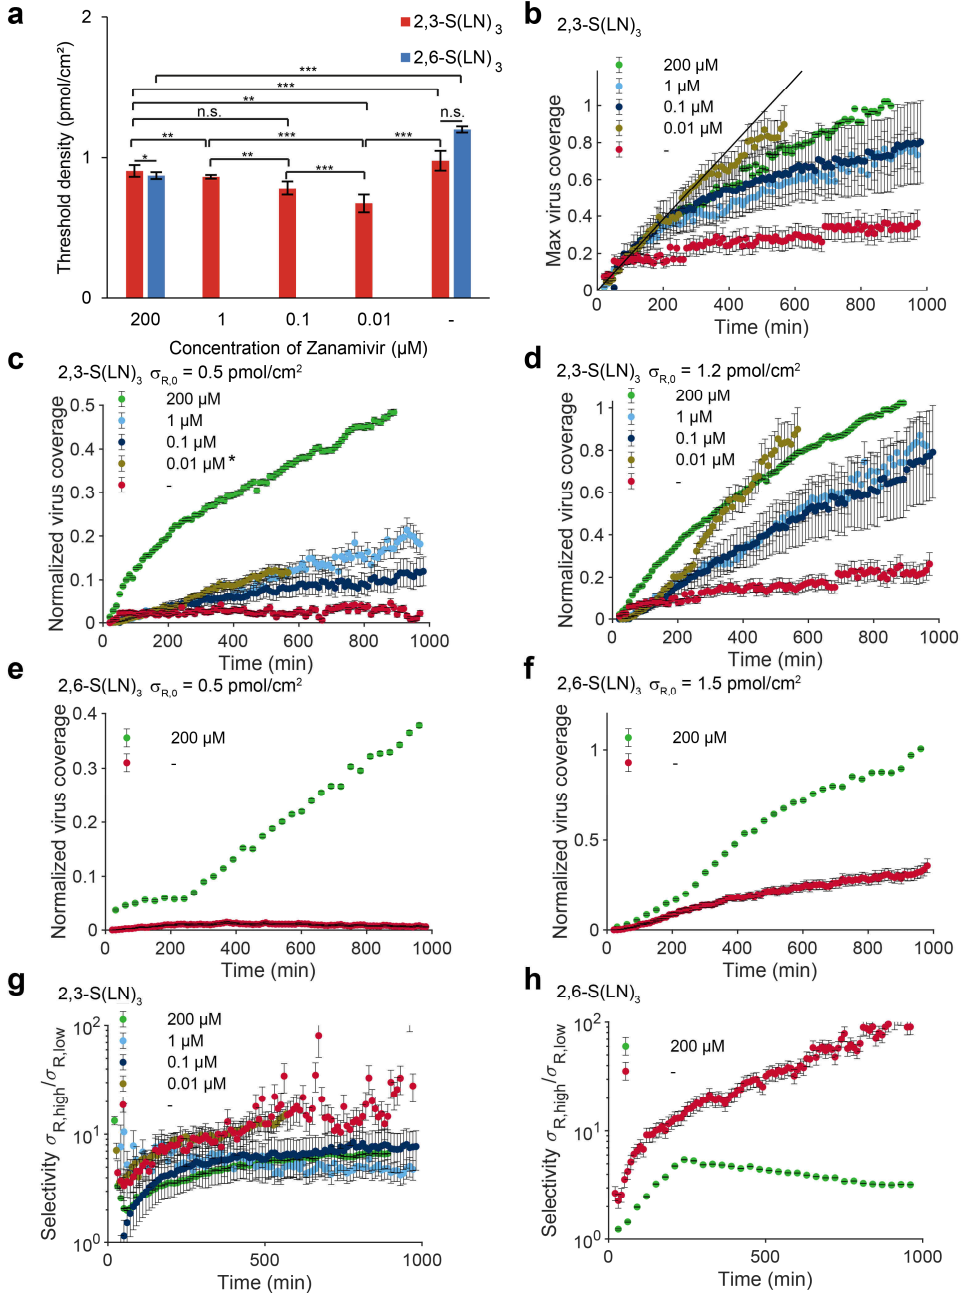 a
2,3-S(LN)3
2,6-S(LN)3
Threshold density (pmol/cm²)
2
1
0
***
***
**
n.s.
n.s.
**
***
***
*
**
***
200
1
0.1
0.01
-
Concentration of Zanamivir (µM)
b
2,3-S(LN)3
200 µM
1 µM
0.1 µM
0.01 µM
-
Max virus coverage
1
0.8
0.6
0.4
0.2
0
0
200
400
600
800
1000
Time (min)
c
2,3-S(LN)3 σR,0 = 0.5 pmol/cm2
200 µM
1 µM
0.1 µM
0.01 µM*
-
Normalized virus coverage
0.5
0.4
0.3
0.2
0.1
0
0
200
400
600
800
1000
Time (min)
d
2,3-S(LN)3 σR,0 = 1.2 pmol/cm2
200 µM
1 µM
0.1 µM
0.01 µM
-
Normalized virus coverage
1
0.8
0.6
0.4
0.2
0
0
200
400
600
800
1000
Time (min)
e
2,6-S(LN)3 σR,0 = 0.5 pmol/cm2
200 µM
-
Normalized virus coverage
0.4
0.3
0.2
0.1
0
0
200
400
600
800
1000
Time (min)
f
2,6-S(LN)3 σR,0 = 1.5 pmol/cm2
200 µM
-
Normalized virus coverage
1
0.5
0
0
200
400
600
800
1000
Time (min)
g
2,3-S(LN)3
200 µM
1 µM
0.1 µM
0.01 µM
-
Selectivity σR,high/σR,low
10²
10¹
10⁰
0
500
1000
Time (min)
h
2,6-S(LN)3
200 µM
-
Selectivity σR,high/σR,low
10²
10¹
10⁰
0
500
1000
Time (min)